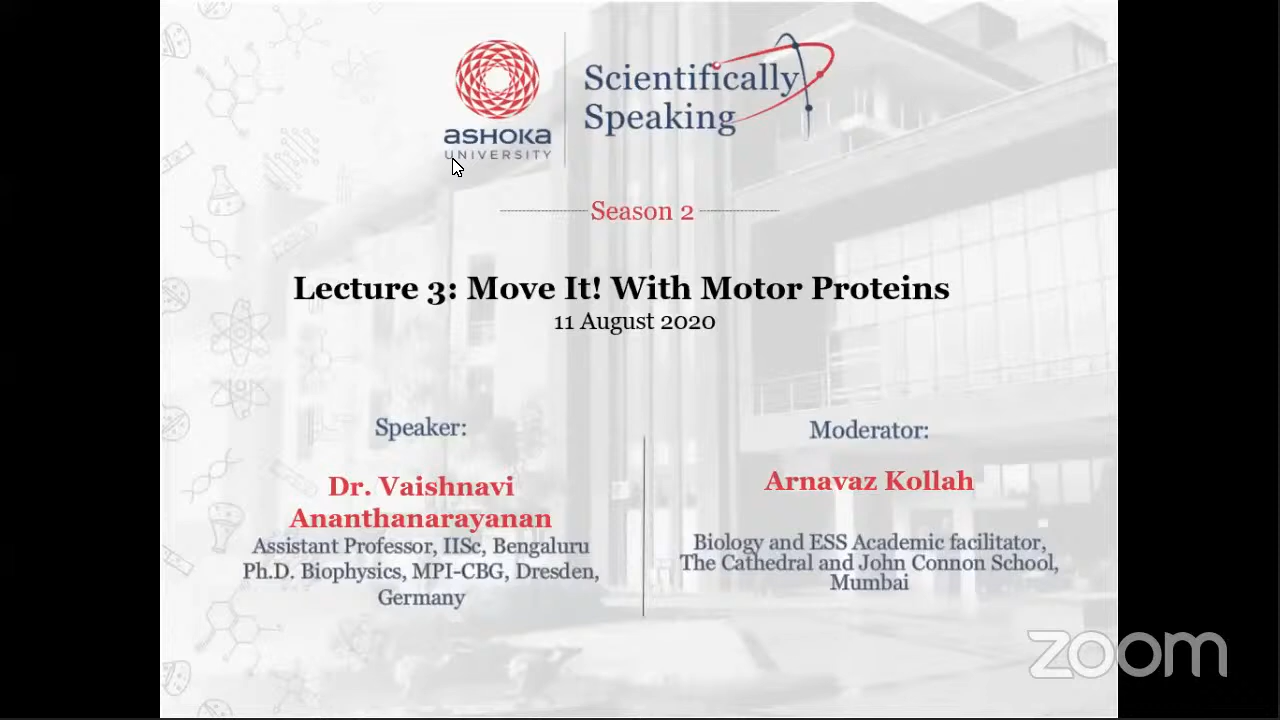 ASHOKA
UNIVERSITY
Scientifically
Speaking
Season 2
Lecture 3: Move It! With Motor Proteins
11 August 2020
Speaker:
Dr. Vaishnavi
Ananthanarayanan
Assistant Professor, IISc, Bengaluru
Ph.D. Biophysics, MPI-CBG, Dresden,
Germany
Moderator:
Arnavaz Kollah
Biology and ESS Academic facilitator,
The Cathedral and John Connon School,
Mumbai
zoom